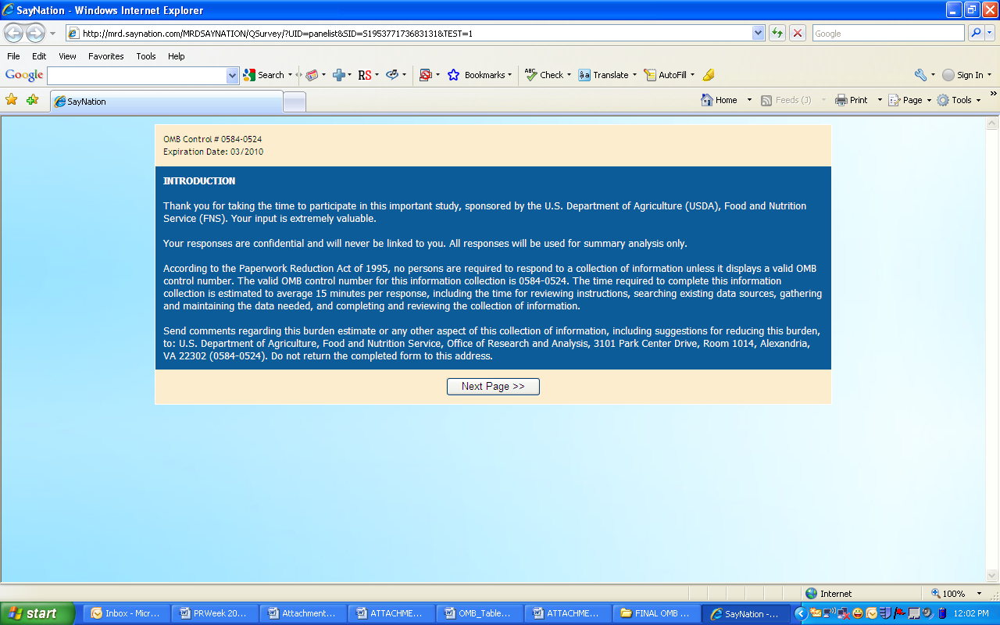 SayNation - Windows Internet Explorer
http://mrd.saynation.com/MRDSAYNATION/QSurvey/?UID=panelist&SID=S195377173683131&TEST=1
Google
File Edit View Favorites Tools Help
Google Search RS Bookmarks ABC Check Translate AutoFill Sign In
SayNation
Home Feeds (J) Print Page Tools
OMB Control # 0584-0524
Expiration Date: 03/2010
INTRODUCTION
Thank you for taking the time to participate in this important study, sponsored by the U.S. Department of Agriculture (USDA), Food and Nutrition
Service (FNS). Your input is extremely valuable.
Your responses are confidential and will never be linked to you. All responses will be used for summary analysis only.
According to the Paperwork Reduction Act of 1995, no persons are required to respond to a collection of information unless it displays a valid OMB
control number. The valid OMB control number for this information collection is 0584-0524. The time required to complete this information
collection is estimated to average 15 minutes per response, including the time for reviewing instructions, searching existing data sources, gathering
and maintaining the data needed, and completing and reviewing the collection of information.
Send comments regarding this burden estimate or any other aspect of this collection of information, including suggestions for reducing this burden,
to: U.S. Department of Agriculture, Food and Nutrition Service, Office of Research and Analysis, 3101 Park Center Drive, Room 1014, Alexandria,
VA 22302 (0584-0524). Do not return the completed form to this address.
Next Page >>
Internet 100%
start Inbox - Micr... PRWeek 20... Attachment... ATTACHME... OMB_Table... ATTACHME... FINAL OMB ... SayNation -... 12:02 PM